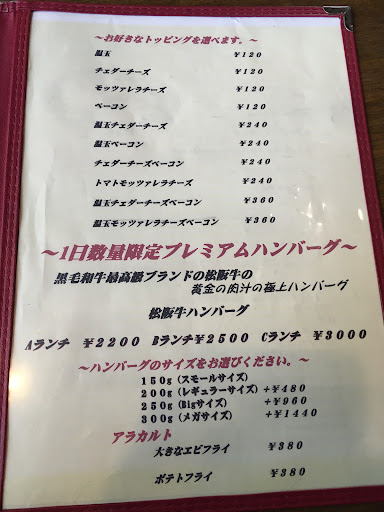 ～お好きなトッピングを選べます。～
温玉 ¥120
チェダーチーズ ¥120
モッツァレラチーズ ¥120
ベーコン ¥120
温玉チェダーチーズ ¥240
温玉ベーコン ¥240
チェダーチーズベーコン ¥240
トマトモッツァレラチーズ ¥240
温玉チェダーチーズベーコン ¥360
温玉モッツァレラチーズベーコン ¥360
～1日数量限定プレミアムハンバーグ～
黒毛和牛最高級ブランドの松阪牛の
黄金の肉汁の極上ハンバーグ
松阪牛ハンバーグ
Aランチ ¥2200 Bランチ¥2500 Cランチ ¥3000
～ハンバーグのサイズをお選びください。～
150g (スモールサイズ)
200g (レギュラーサイズ) +¥480
250g (Bigサイズ) +¥960
300g (メガサイズ) +¥1440
アラカルト
大きなエビフライ ¥380
ポテトフライ ¥380